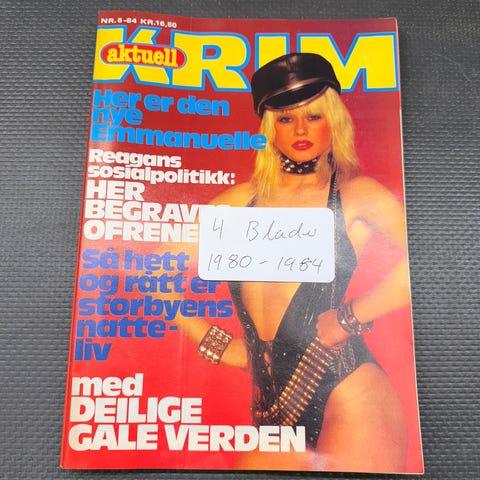 NR. 6-84 KR.16,50
aktuell
KRIM
Her er den
nye
Emmanuelle
Reagans
sosialpolitikk:
HER
BEGRAVES
OFRENE
4 Blader
1980-1984
Så hett
og rått er
storbyens
natte-
liv
med
DEILIGE
GALE VERDEN